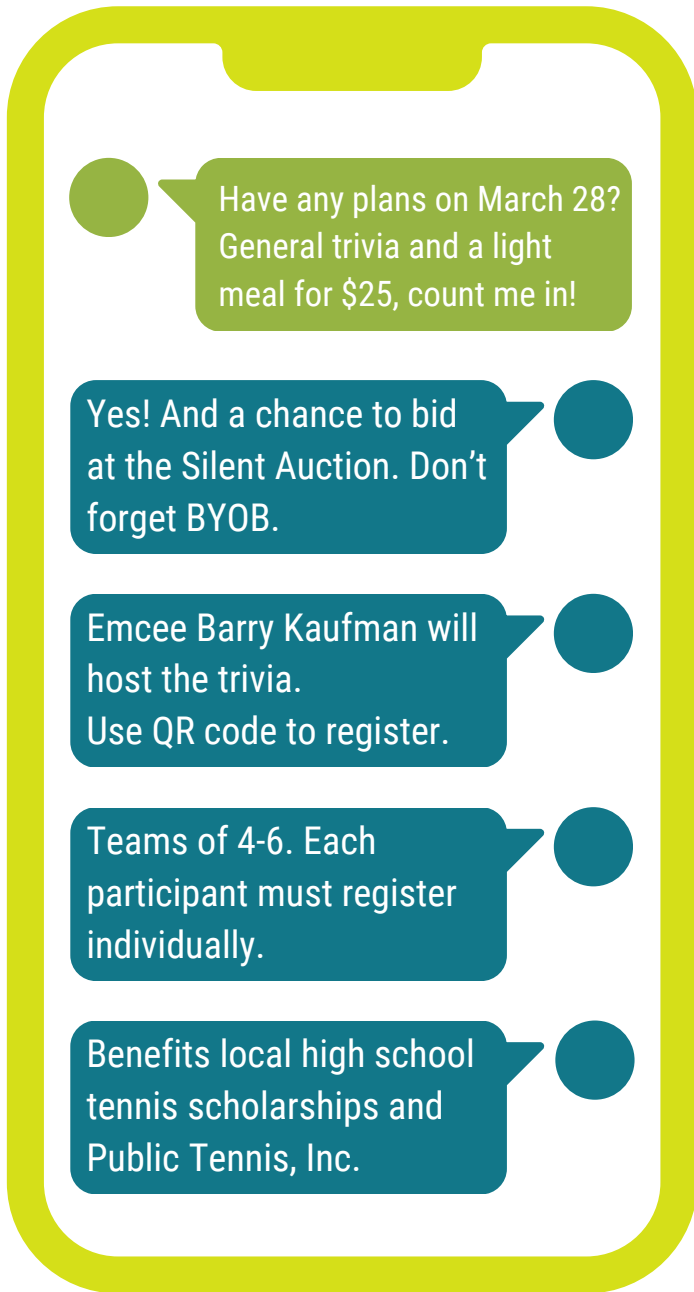 Have any plans on March 28?
General trivia and a light
meal for $25, count me in!
Yes! And a chance to bid
at the Silent Auction. Don’t
forget BYOB.
Emcee Barry Kaufman will
host the trivia.
Use QR code to register.
Teams of 4-6. Each
participant must register
individually.
Benefits local high school
tennis scholarships and
Public Tennis, Inc.